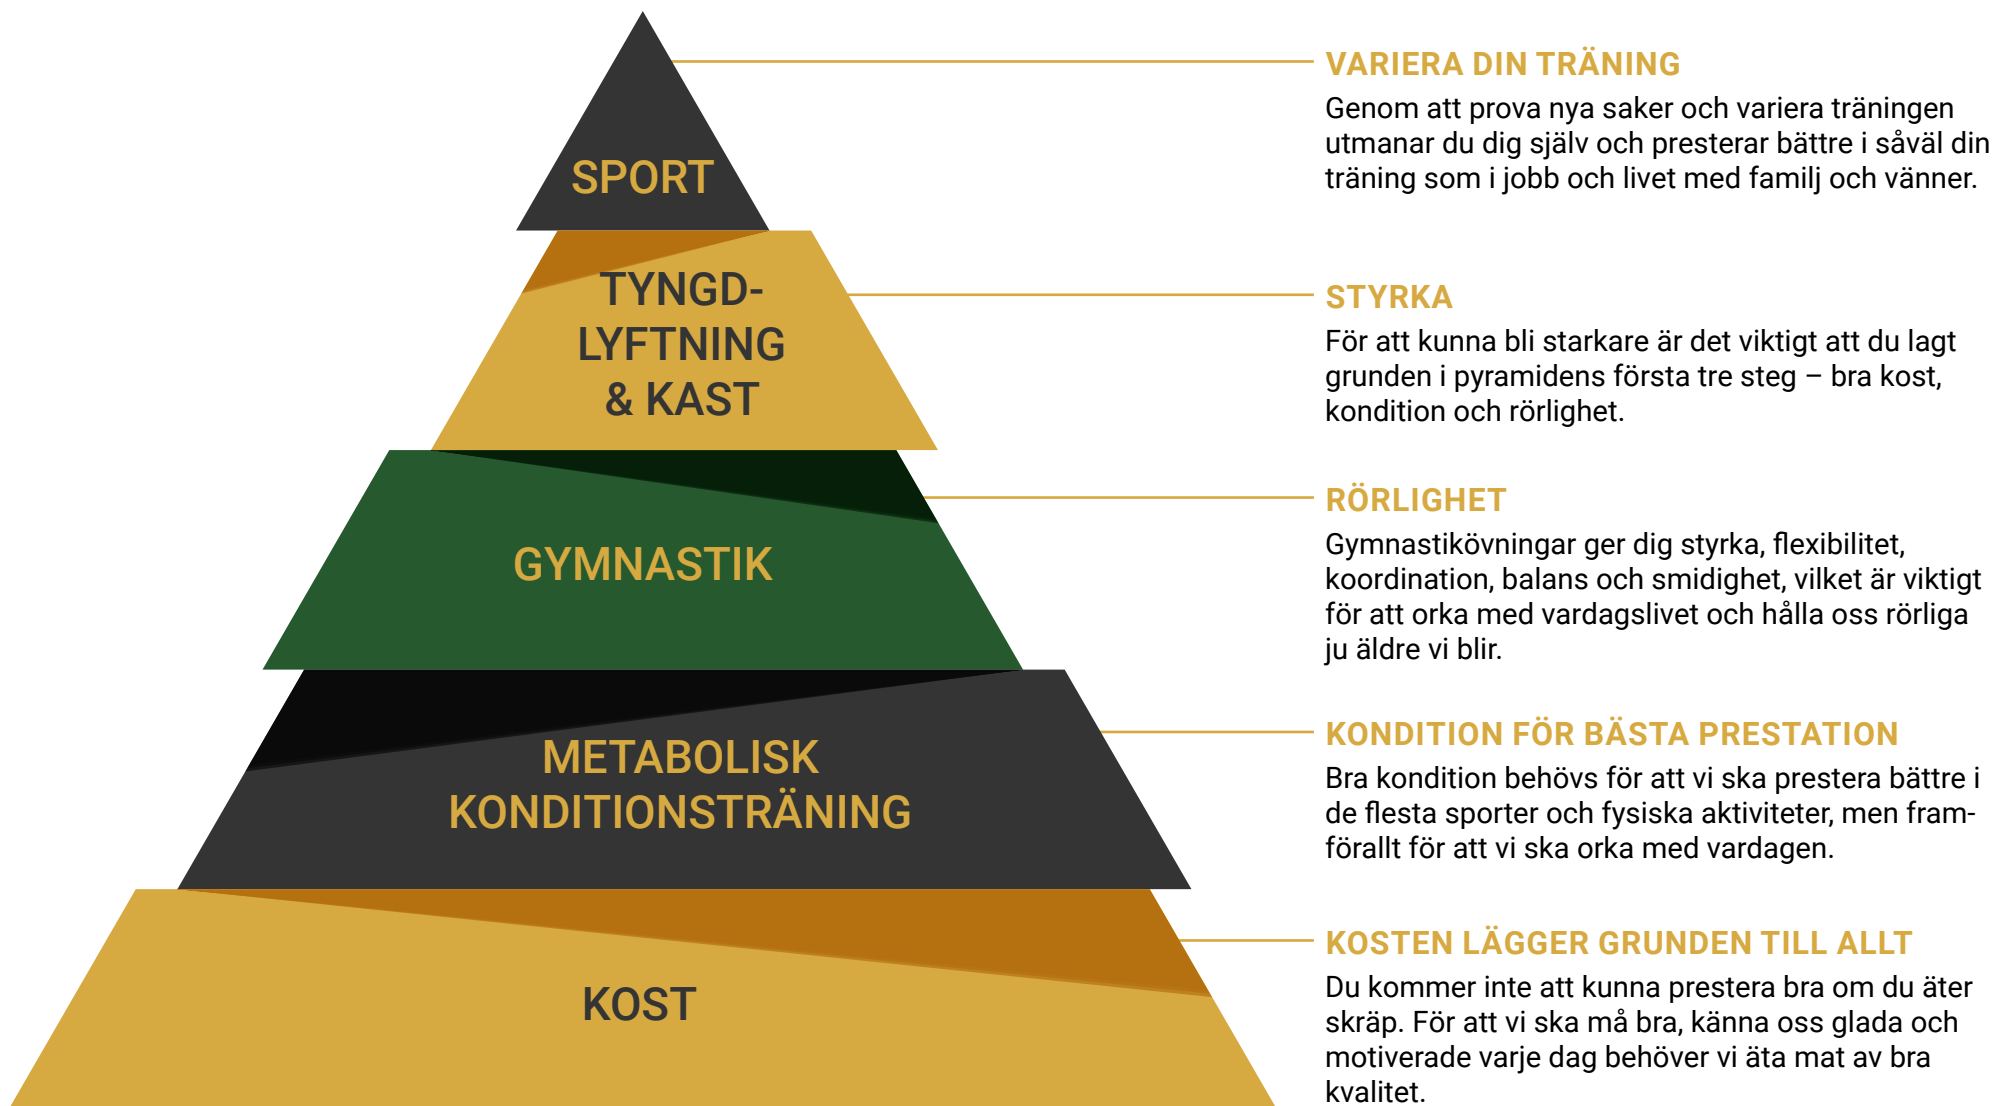 SPORT
VARIERA DIN TRÄNING
Genom att prova nya saker och variera träningen
utmanar du dig själv och presterar bättre i såväl din
träning som i jobb och livet med familj och vänner.
TYNGD-
LYFTNING
& KAST
STYRKA
För att kunna bli starkare är det viktigt att du lagt
grunden i pyramidens första tre steg – bra kost,
kondition och rörlighet.
GYMNASTIK
RÖRLIGHET
Gymnastikövningar ger dig styrka, flexibilitet,
koordination, balans och smidighet, vilket är viktigt
för att orka med vardagslivet och hålla oss rörliga
ju äldre vi blir.
METABOLISK
KONDITIONSTRÄNING
KONDITION FÖR BÄSTA PRESTATION
Bra kondition behövs för att vi ska prestera bättre i
de flesta sporter och fysiska aktiviteter, men fram-
förallt för att vi ska orka med vardagen.
KOST
KOSTEN LÄGGER GRUNDEN TILL ALLT
Du kommer inte att kunna prestera bra om du äter
skräp. För att vi ska må bra, känna oss glada och
motiverade varje dag behöver vi äta mat av bra
kvalitet.